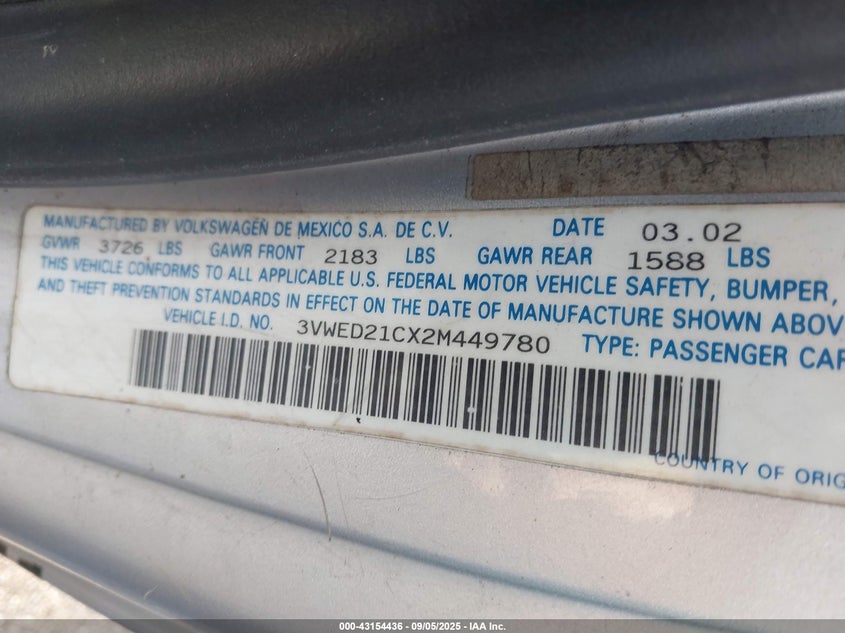 MANUFACTURED BY VOLKSWAGEN DE MEXICO S.A. DE C.V. DATE 03.02
GVWR 3726 LBS GAWR FRONT 2183 LBS GAWR REAR 1588 LBS
THIS VEHICLE CONFORMS TO ALL APPLICABLE U.S. FEDERAL MOTOR VEHICLE SAFETY, BUMPER,
AND THEFT PREVENTION STANDARDS IN EFFECT ON THE DATE OF MANUFACTURE SHOWN ABOV
VEHICLE I.D. NO. 3VWED21CX2M449780 TYPE: PASSENGER CAR
COUNTRY OF ORIG
000-43154436 - 09/05/2025 - IAA Inc.